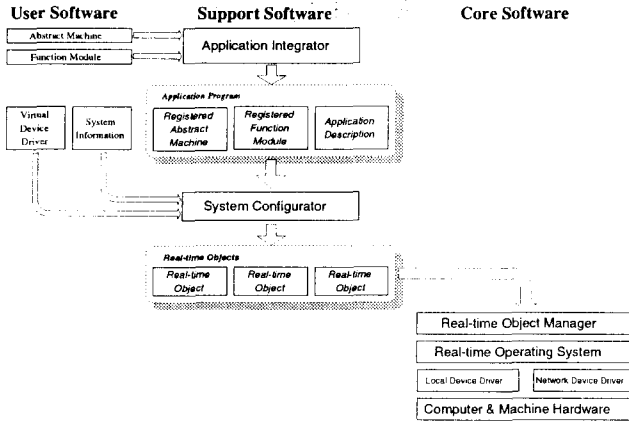 User Software
Support Software
Core Software
Abstract Machine
Function Module
Application Integrator
Application Program
Registered
Abstract
Machine
Registered
Function
Module
Application
Description
Virtual
Device
Driver
System
Information
System Configurator
Real-time Objects
Real-time
Object
Real-time
Object
Real-time
Object
Real-time Object Manager
Real-time Operating System
Local Device Driver
Network Device Driver
Computer & Machine Hardware